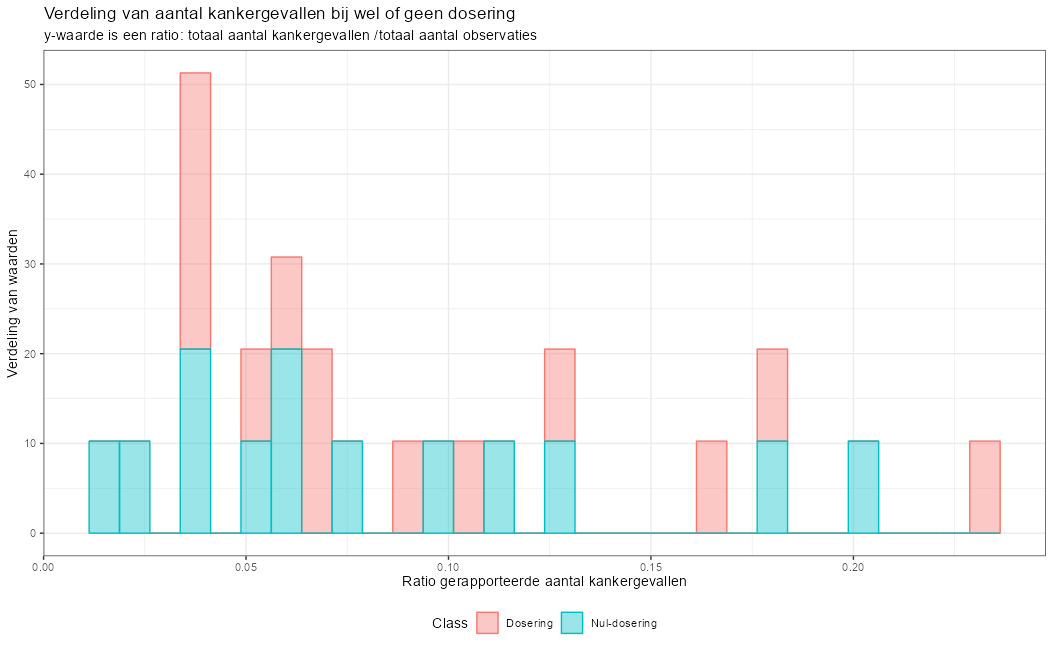 Verdeling van aantal kankergevallen bij wel of geen dosering
y-waarde is een ratio: totaal aantal kankergevallen /totaal aantal observaties
Verdeling van waarden
50
40
30
20
10
0
0.00 0.05 0.10 0.15 0.20
Ratio gerapporteerde aantal kankergevallen
Class Dosering Nul-dosering